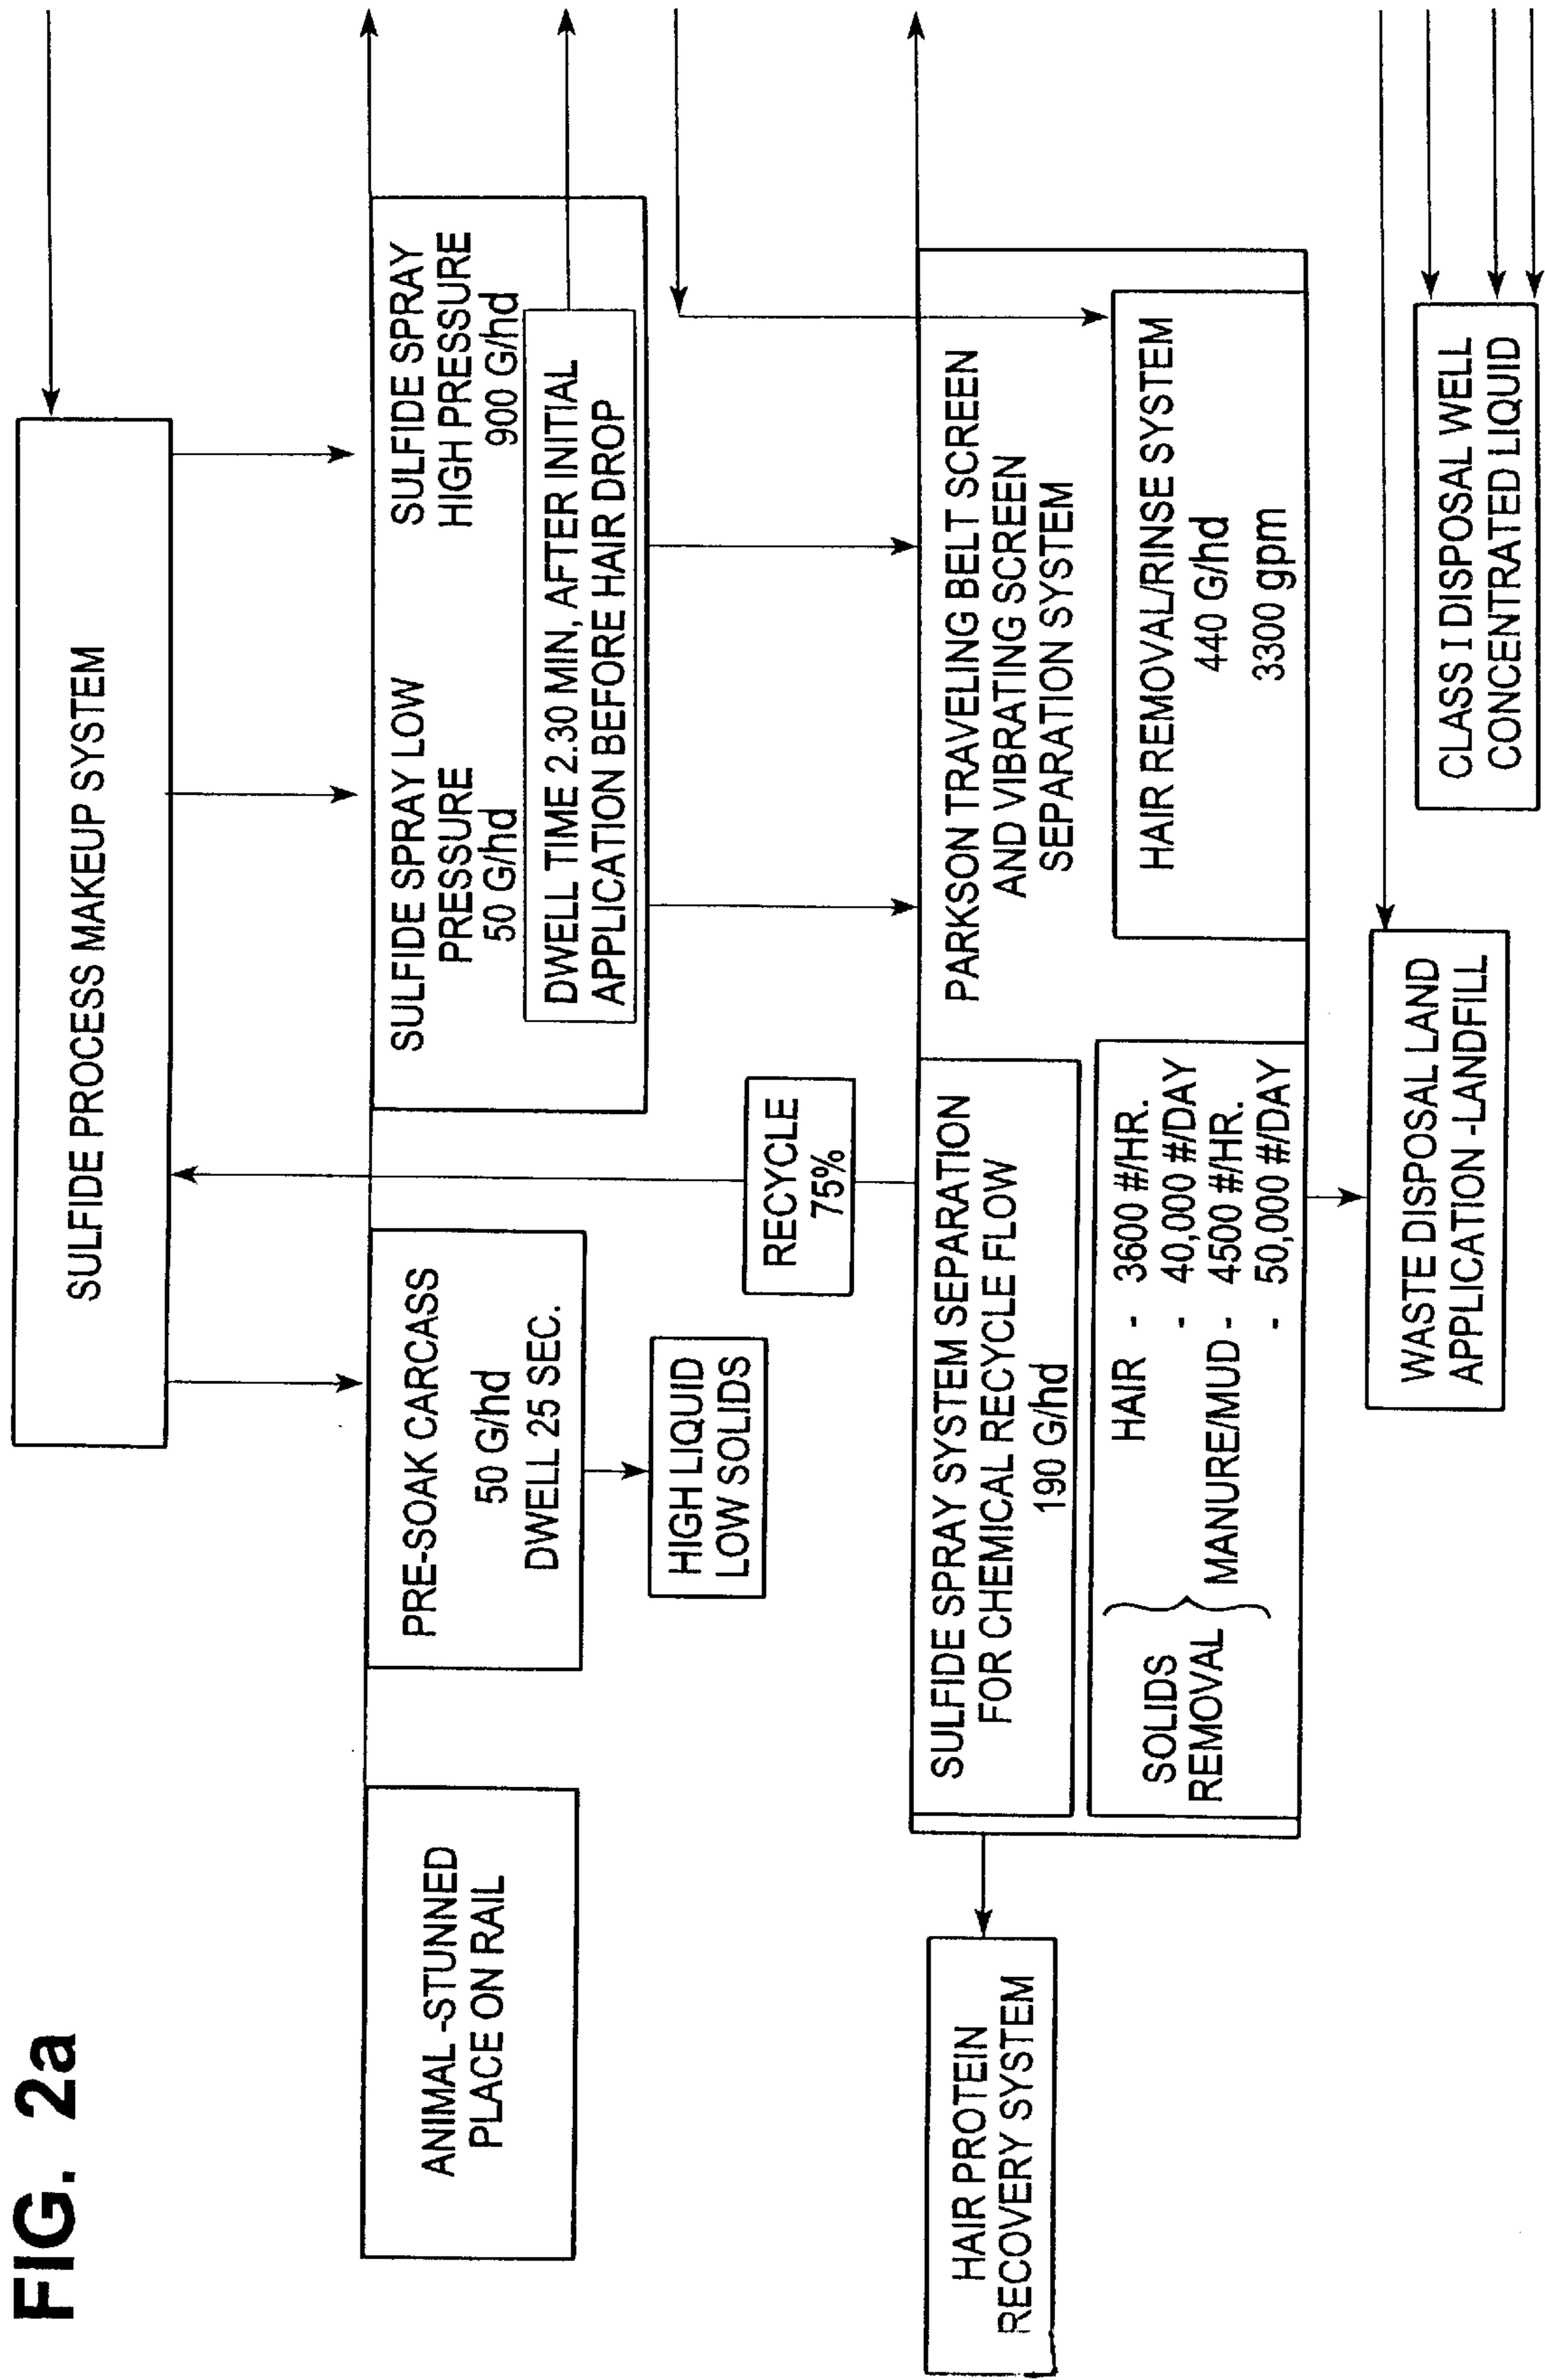 FIG. 2a
SULFIDE PROCESS MAKEUP SYSTEM
ANIMAL -STUNNED
PLACE ON RAIL
PRE-SOAK CARCASS
50 G/hd
DWELL 25 SEC.
HIGH LIQUID
LOW SOLIDS
SULFIDE SPRAY LOW
PRESSURE
50 G/hd
SULFIDE SPRAY
HIGH PRESSURE
900 G/hd
DWELL TIME 2.30 MIN, AFTER INITIAL
APPLICATION BEFORE HAIR DROP
RECYCLE
75%
HAIR PROTEIN
RECOVERY SYSTEM
SULFIDE SPRAY SYSTEM SEPARATION
FOR CHEMICAL RECYCLE FLOW
190 G/hd
SOLIDS
REMOVAL
HAIR - 3600 #/HR.
- 40,000 #/DAY
MANURE/MUD - 4500 #/HR.
- 50,000 #/DAY
PARKSON TRAVELING BELT SCREEN
AND VIBRATING SCREEN
SEPARATION SYSTEM
HAIR REMOVAL/RINSE SYSTEM
440 G/hd
3300 gpm
WASTE DISPOSAL LAND
APPLICATION -LANDFILL
CLASS I DISPOSAL WELL
CONCENTRATED LIQUID